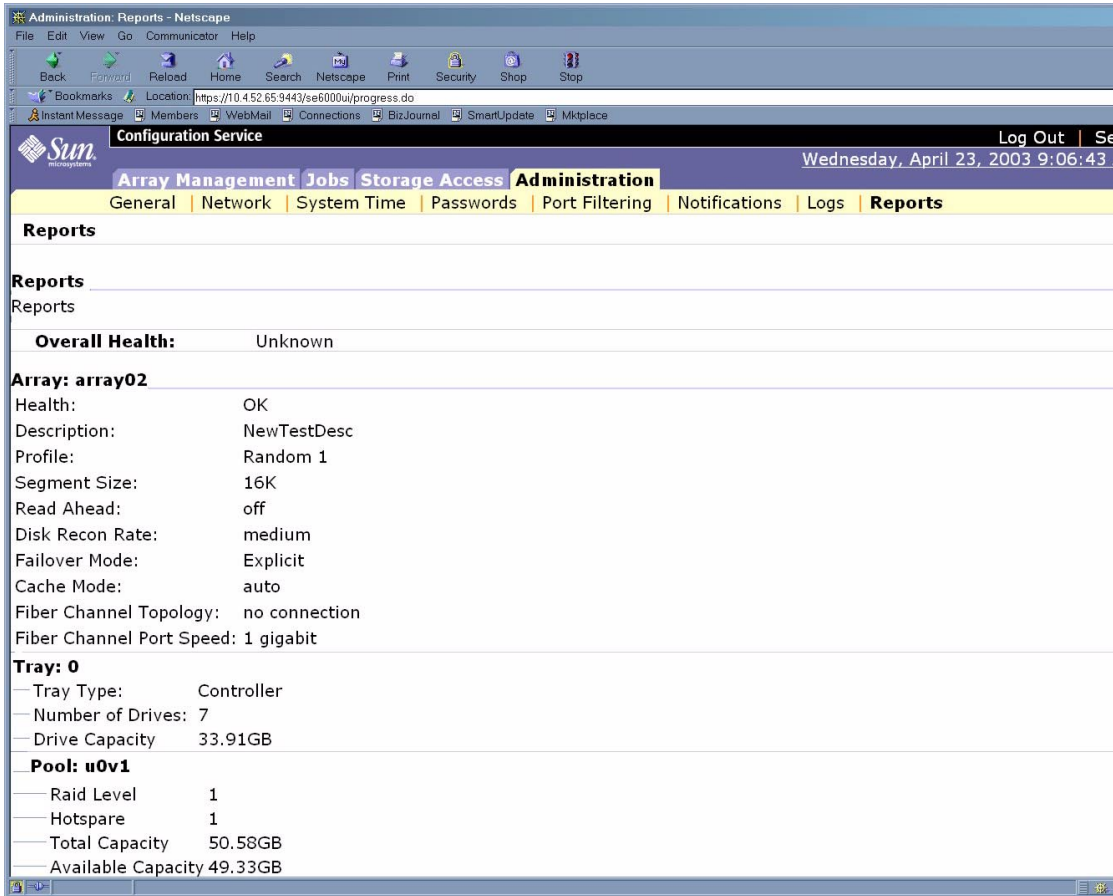 Administration: Reports - Netscape
File Edit View Go Communicator Help
Back Forward Reload Home Search Netscape Print Security Shop Stop
Bookmarks Location: https://10.4.52.65:9443/se6000ui/progress.do
Instant Message Members WebMail Connections BizJournal SmartUpdate Mktplace
Sun microsystems
Configuration Service
Log Out | Se
Wednesday, April 23, 2003 9:06:43
Array Management Jobs Storage Access Administration
General | Network | System Time | Passwords | Port Filtering | Notifications | Logs | Reports
Reports
Reports
Reports
Overall Health: Unknown
Array: array02
Health: OK
Description: NewTestDesc
Profile: Random 1
Segment Size: 16K
Read Ahead: off
Disk Recon Rate: medium
Failover Mode: Explicit
Cache Mode: auto
Fiber Channel Topology: no connection
Fiber Channel Port Speed: 1 gigabit
Tray: 0
Tray Type: Controller
Number of Drives: 7
Drive Capacity 33.91GB
Pool: u0v1
Raid Level 1
Hotspare 1
Total Capacity 50.58GB
Available Capacity 49.33GB